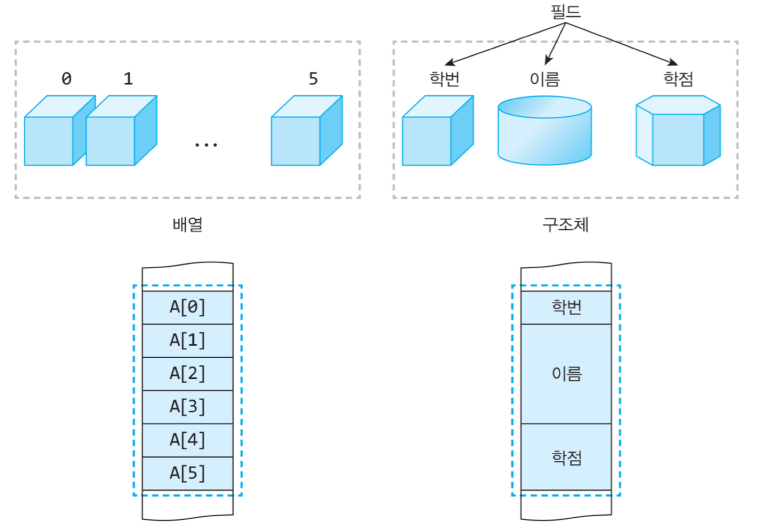 필드
0 1 ... 5
학번 이름 학점
배열
구조체
A[0]
A[1]
A[2]
A[3]
A[4]
A[5]
학번
이름
학점